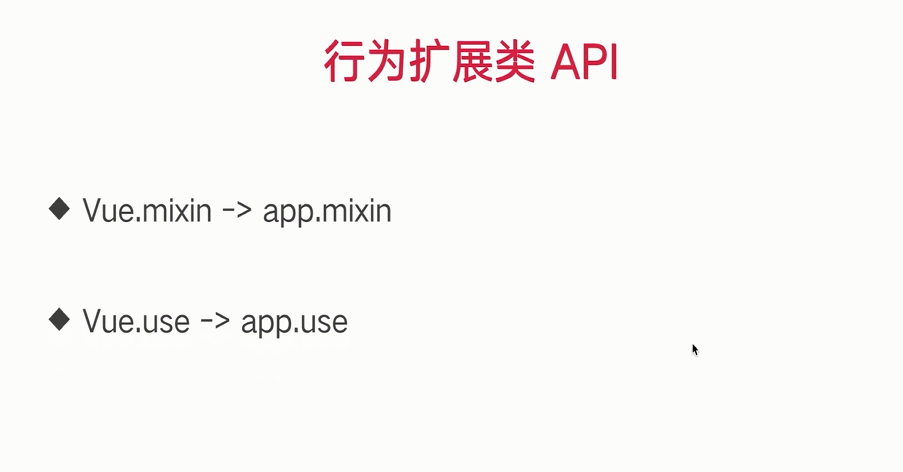 行为扩展类 API
◆ Vue.mixin -> app.mixin
◆ Vue.use -> app.use